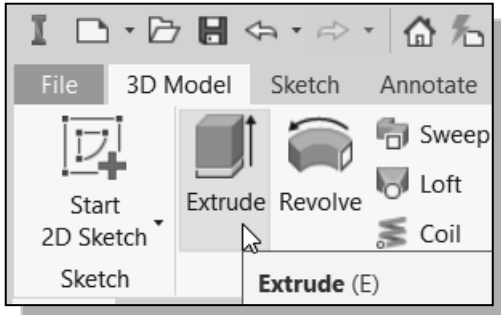 File 3D Model Sketch Annotate
Start
2D Sketch
Sketch
Extrude
Revolve
Sweep
Loft
Coil
Extrude (E)